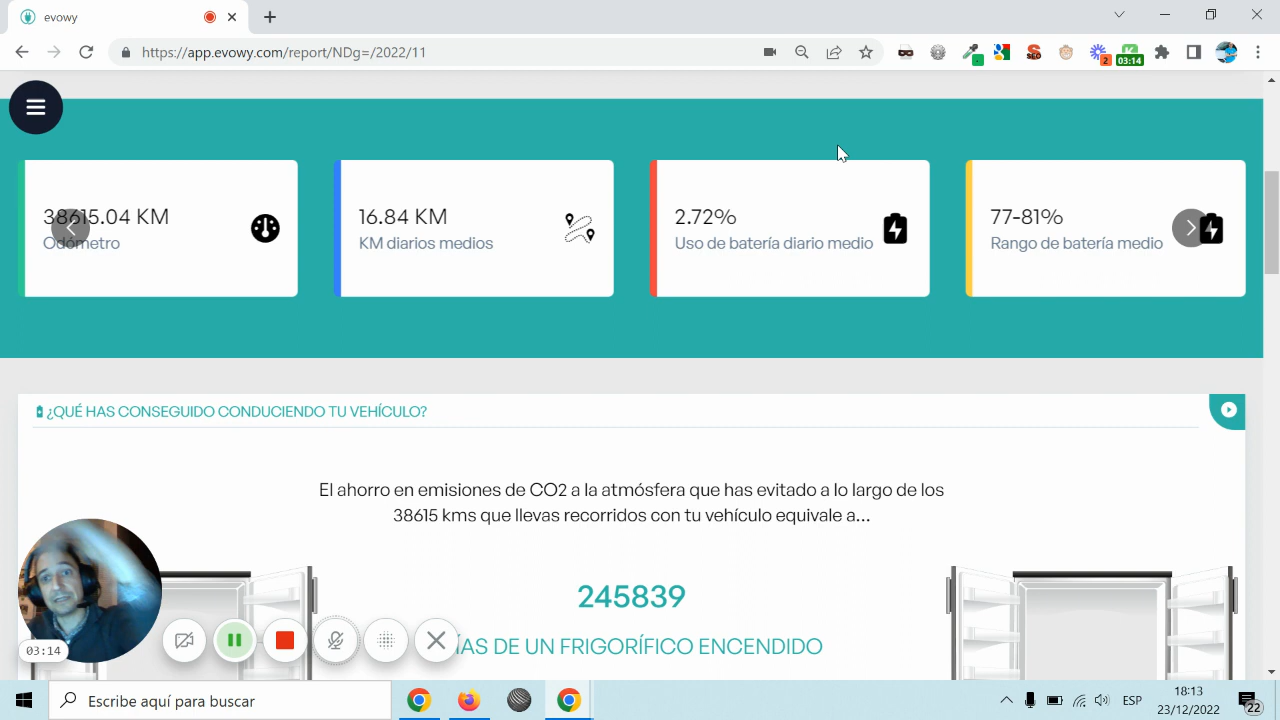 evowy
https://app.evowy.com/report/NDg=/2022/11
SEO
2
03:14
38615.04 KM
Odómetro
16.84 KM
KM diarios medios
2.72%
Uso de batería diario medio
77-81%
Rango de batería medio
¿QUÉ HAS CONSEGUIDO CONDUCIENDO TU VEHÍCULO?
El ahorro en emisiones de CO2 a la atmósfera que has evitado a lo largo de los
38615 kms que llevas recorridos con tu vehículo equivale a...
245839
ÍAS DE UN FRIGORÍFICO ENCENDIDO
03:14
Escribe aquí para buscar
ESP
18:13
23/12/2022
22